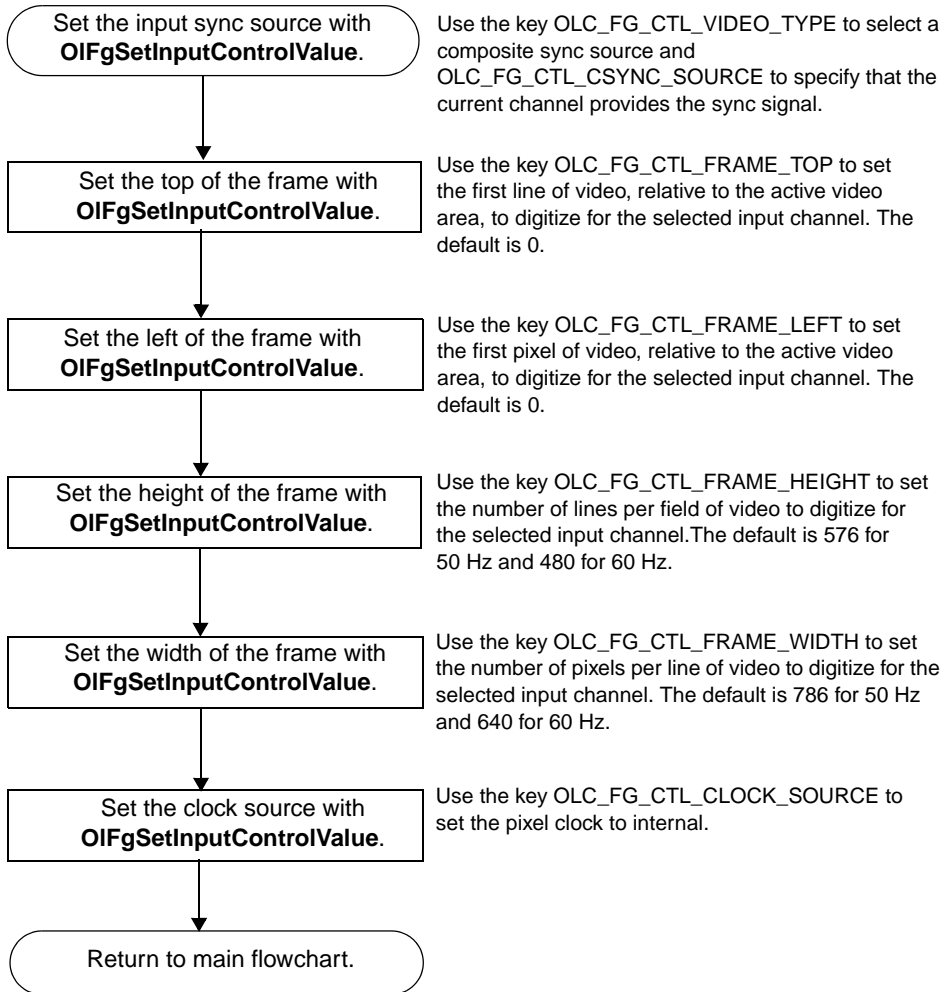 Set the input sync source with
OlFgSetInputControlValue.
Use the key OLC_FG_CTL_VIDEO_TYPE to select a
composite sync source and
OLC_FG_CTL_CSYNC_SOURCE to specify that the
current channel provides the sync signal.
Set the top of the frame with
OlFgSetInputControlValue.
Use the key OLC_FG_CTL_FRAME_TOP to set
the first line of video, relative to the active video
area, to digitize for the selected input channel. The
default is 0.
Set the left of the frame with
OlFgSetInputControlValue.
Use the key OLC_FG_CTL_FRAME_LEFT to set
the first pixel of video, relative to the active video
area, to digitize for the selected input channel. The
default is 0.
Set the height of the frame with
OlFgSetInputControlValue.
Use the key OLC_FG_CTL_FRAME_HEIGHT to set
the number of lines per field of video to digitize for
the selected input channel.The default is 576 for
50 Hz and 480 for 60 Hz.
Set the width of the frame with
OlFgSetInputControlValue.
Use the key OLC_FG_CTL_FRAME_WIDTH to set
the number of pixels per line of video to digitize for the
selected input channel. The default is 786 for 50 Hz
and 640 for 60 Hz.
Set the clock source with
OlFgSetInputControlValue.
Use the key OLC_FG_CTL_CLOCK_SOURCE to
set the pixel clock to internal.
Return to main flowchart.